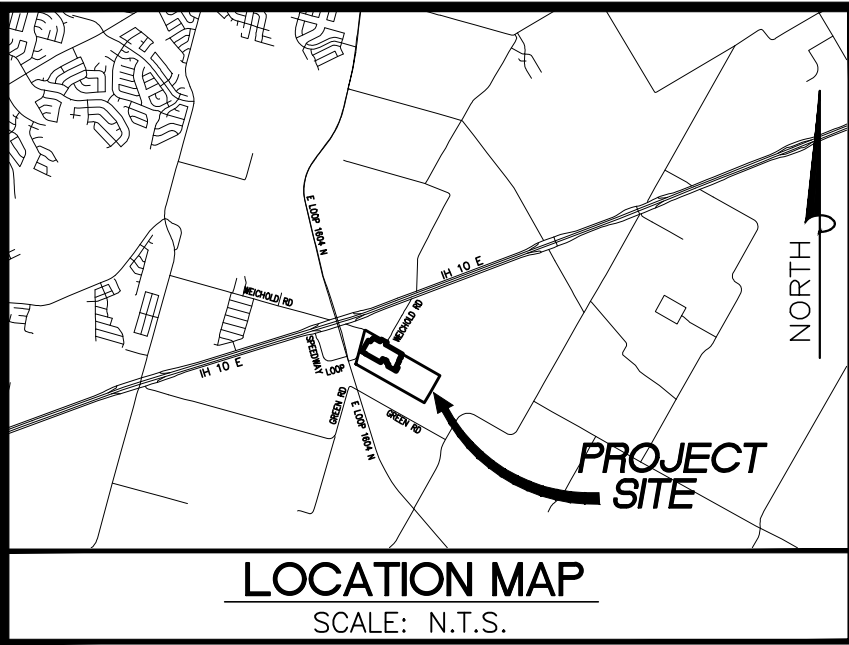 E LOOP 1604 N
IH 10 E
WEICHOLD RD
WEICHOLD RD
SPEEDWAY LOOP
IH 10 E
GREEN RD
E LOOP 1604 N
GREEN RD
NORTH
PROJECT
SITE
LOCATION MAP
SCALE: N.T.S.